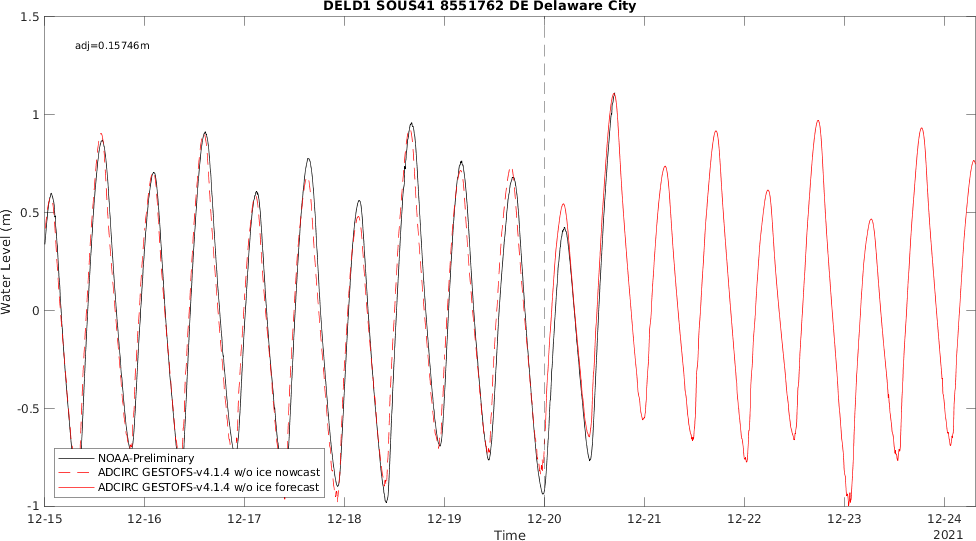 DELD1 SOUS41 8551762 DE Delaware City
adj=0.15746m
1.5
1
0.5
0
-0.5
-1
Water Level (m)
NOAA-Preliminary
ADCIRC GESTOFS-v4.1.4 w/o ice nowcast
ADCIRC GESTOFS-v4.1.4 w/o ice forecast
12-15 12-16 12-17 12-18 12-19 12-20 12-21 12-22 12-23 12-24
Time
2021